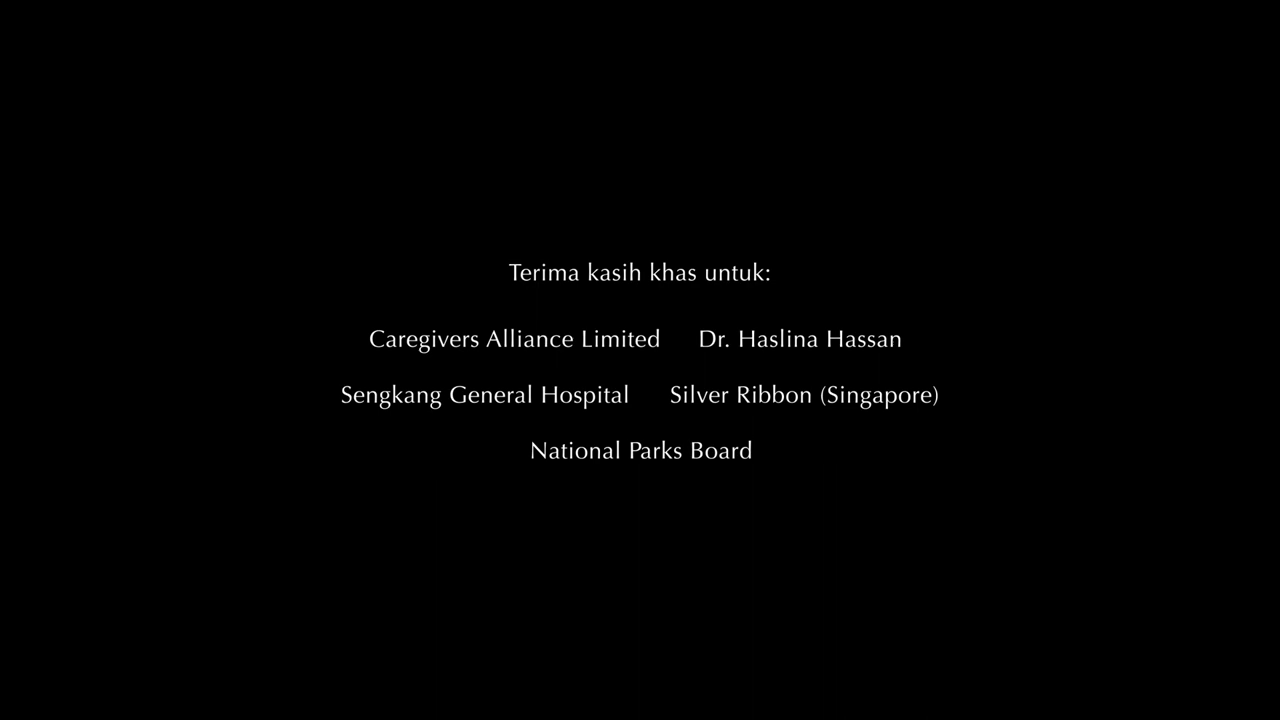 Terima kasih khas untuk:
Caregivers Alliance Limited Dr. Haslina Hassan
Sengkang General Hospital Silver Ribbon (Singapore)
National Parks Board